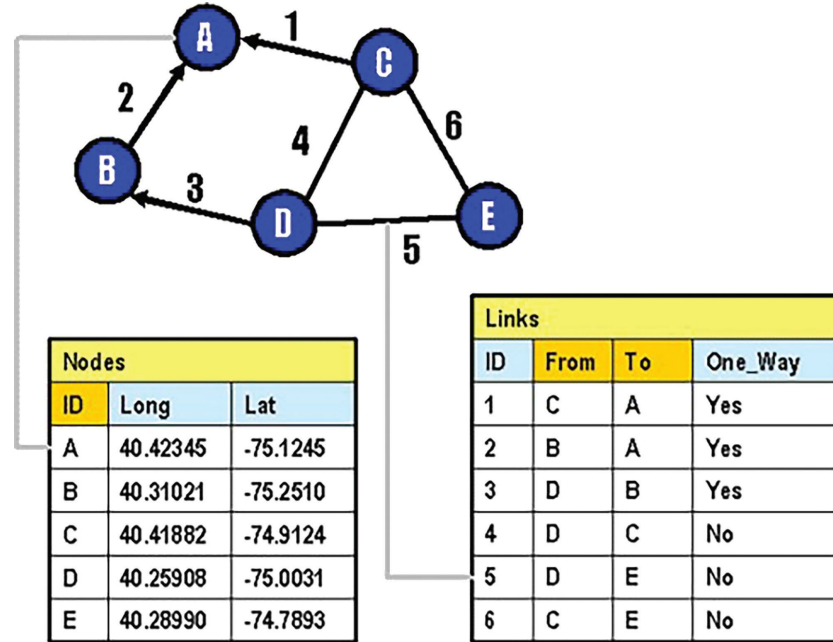 A
1
C
2
4
6
B
3
D
E
5
Nodes
ID Long Lat
A 40.42345 -75.1245
B 40.31021 -75.2510
C 40.41882 -74.9124
D 40.25908 -75.0031
E 40.28990 -74.7893
Links
ID From To One_Way
1 C A Yes
2 B A Yes
3 D B Yes
4 D C No
5 D E No
6 C E No